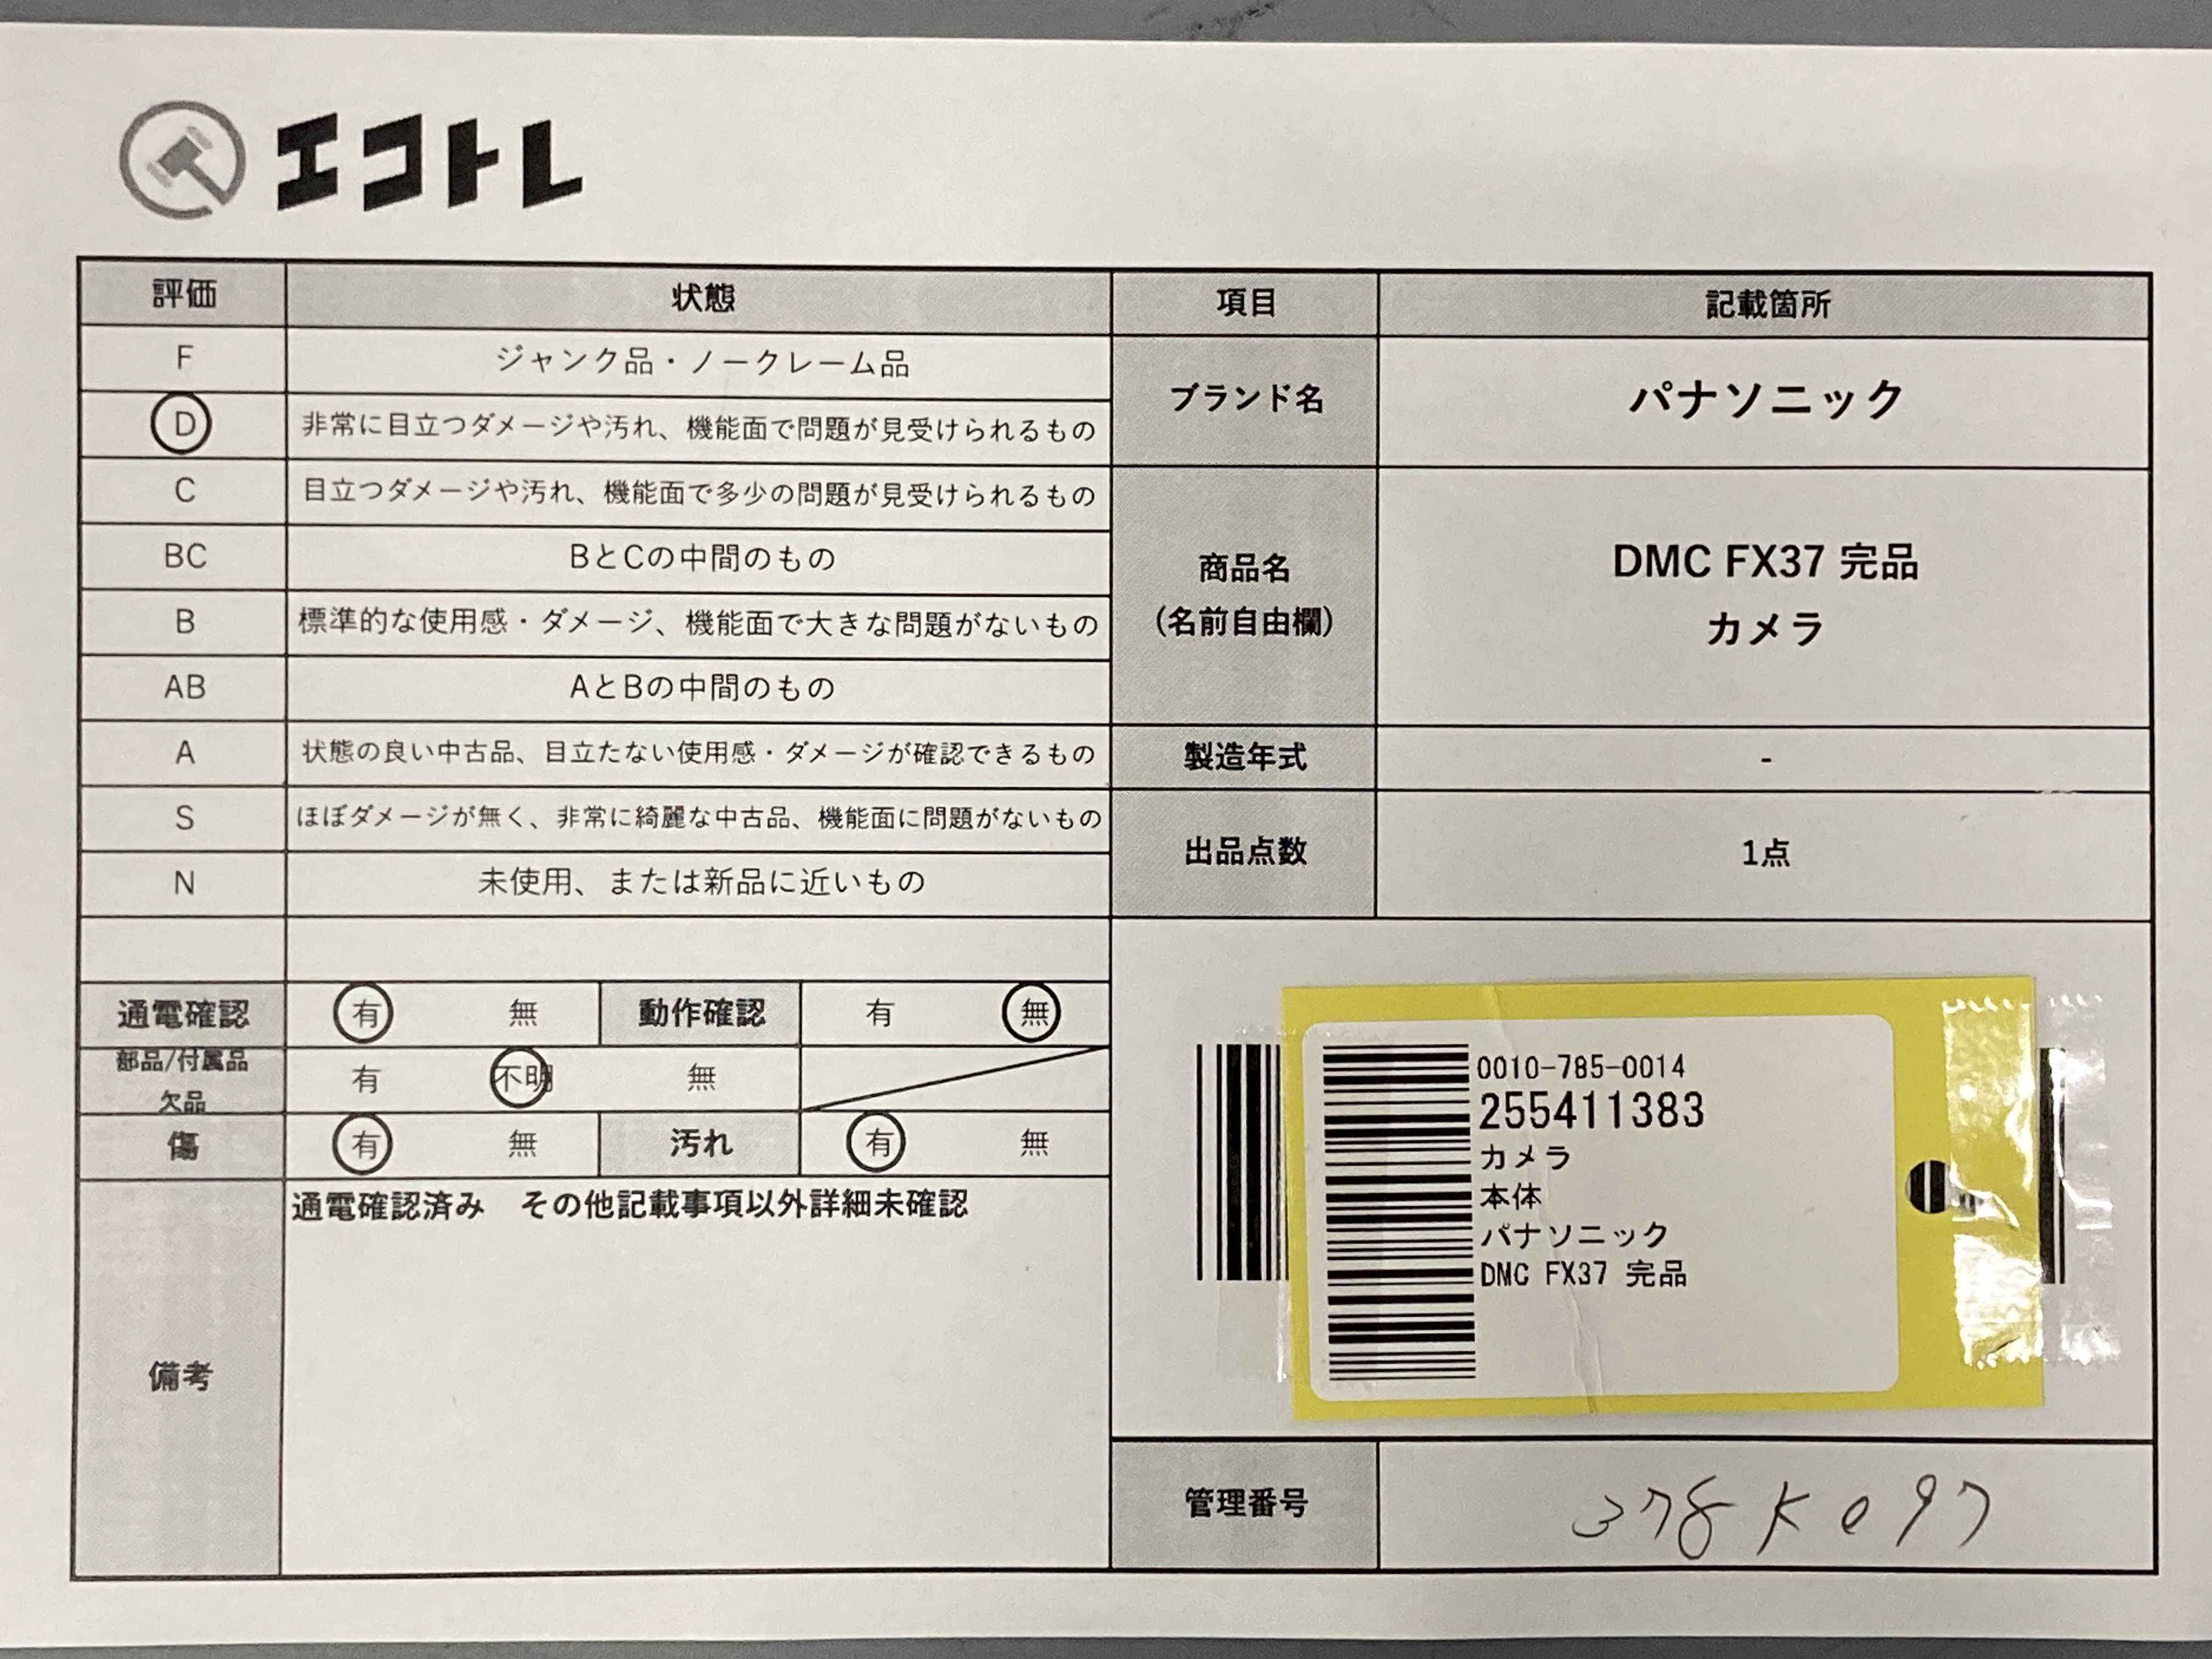 エコトレ
評価 状態
F ジャンク品・ノークレーム品
D 非常に目立つダメージや汚れ、機能面で問題が見受けられるもの
C 目立つダメージや汚れ、機能面で多少の問題が見受けられるもの
BC BとCの中間のもの
B 標準的な使用感・ダメージ、機能面で大きな問題がないもの
AB AとBの中間のもの
A 状態の良い中古品、目立たない使用感・ダメージが確認できるもの
S ほぼダメージが無く、非常に綺麗な中古品、機能面に問題がないもの
N 未使用、または新品に近いもの
通電確認 有 無 動作確認 有 無
部品/付属品
欠品 有 不明 無
傷 有 無 汚れ 有 無
備考
通電確認済み その他記載事項以外詳細未確認
項目 記載箇所
ブランド名 パナソニック
商品名
(名前自由欄)
DMC FX37 完品
カメラ
製造年式 -
出品点数 1点
0010-785-0014
255411383
カメラ
本体
パナソニック
DMC FX37 完品
管理番号 378K097